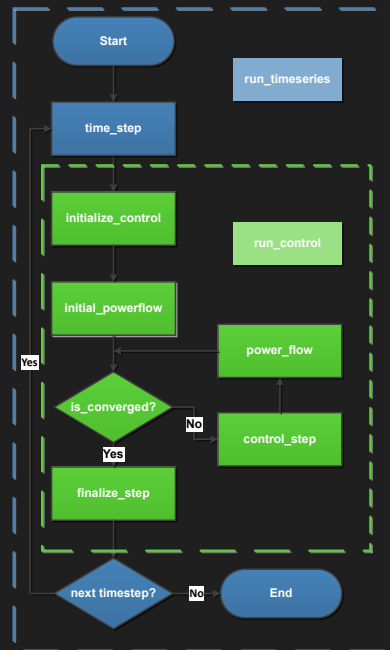 Start
run_timeseries
time_step
initialize_control
run_control
initial_powerflow
power_flow
Yes
is_converged?
No
control_step
Yes
finalize_step
next timestep?
No
End